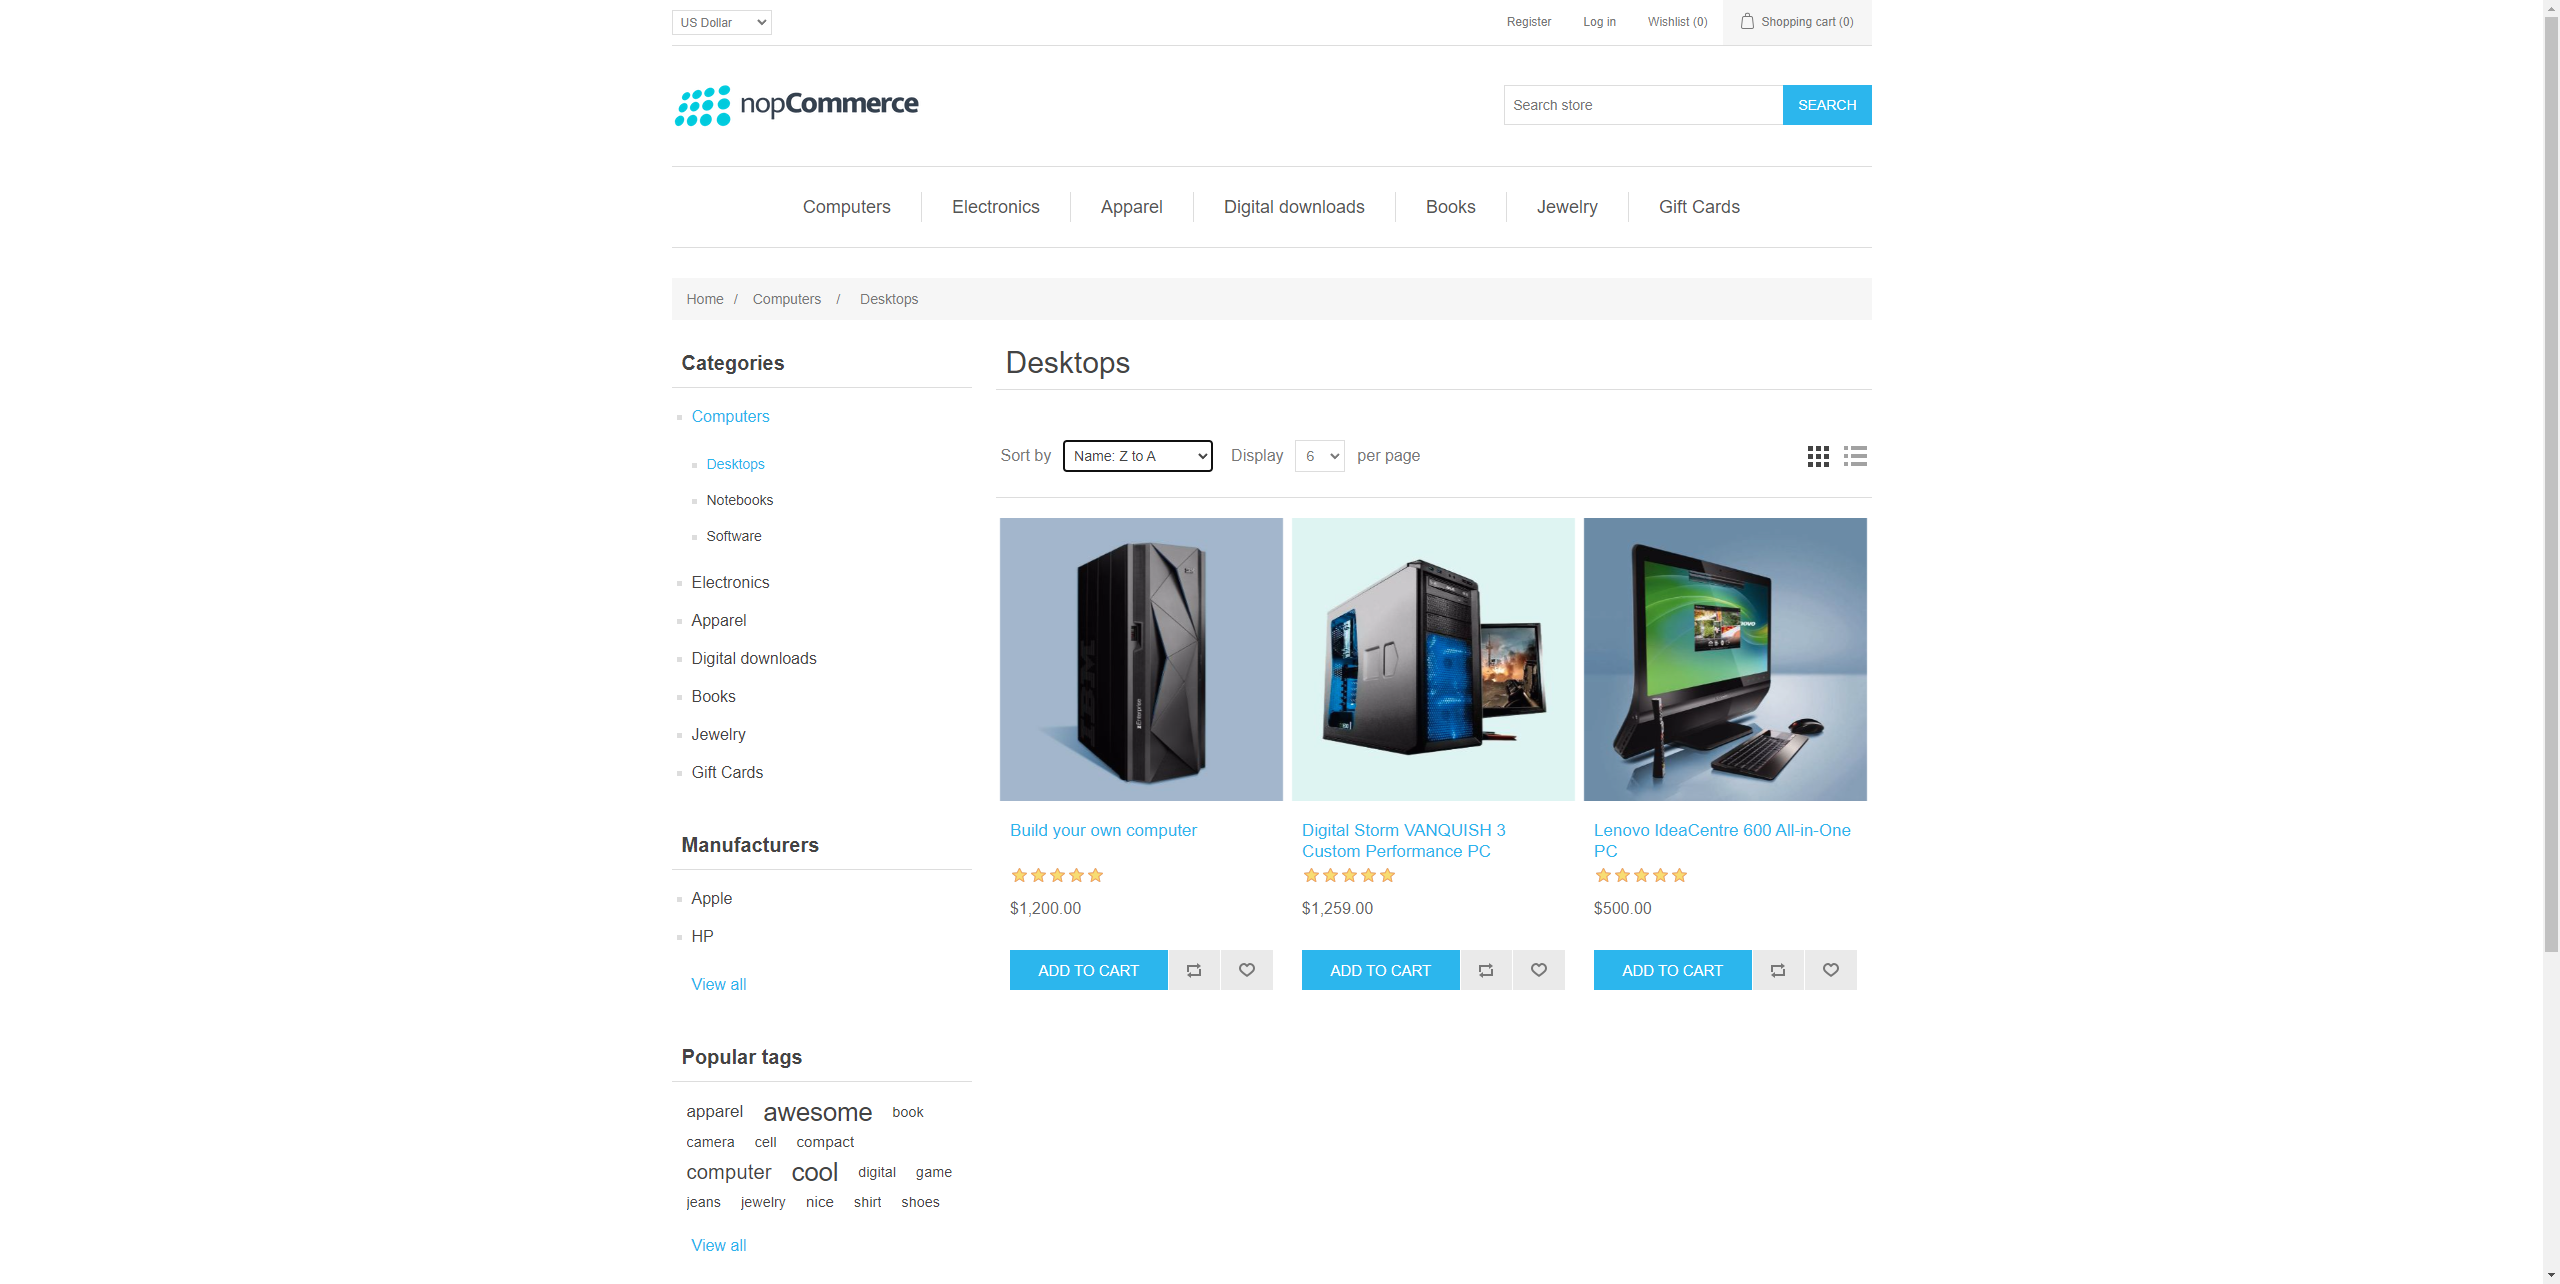 US Dollar
Register
Log in
Wishlist (0)
Shopping cart (0)
nopCommerce
Search store
SEARCH
Computers
Electronics
Apparel
Digital downloads
Books
Jewelry
Gift Cards
Home / Computers / Desktops
Categories
Computers
Desktops
Notebooks
Software
Electronics
Apparel
Digital downloads
Books
Jewelry
Gift Cards
Manufacturers
Apple
HP
View all
Popular tags
apparel awesome book
camera cell compact
computer cool digital game
jeans jewelry nice shirt shoes
View all
Desktops
Sort by Name: Z to A Display 6 per page
Build your own computer
$1,200.00
ADD TO CART
Digital Storm VANQUISH 3
Custom Performance PC
$1,259.00
ADD TO CART
Lenovo IdeaCentre 600 All-in-One
PC
$500.00
ADD TO CART